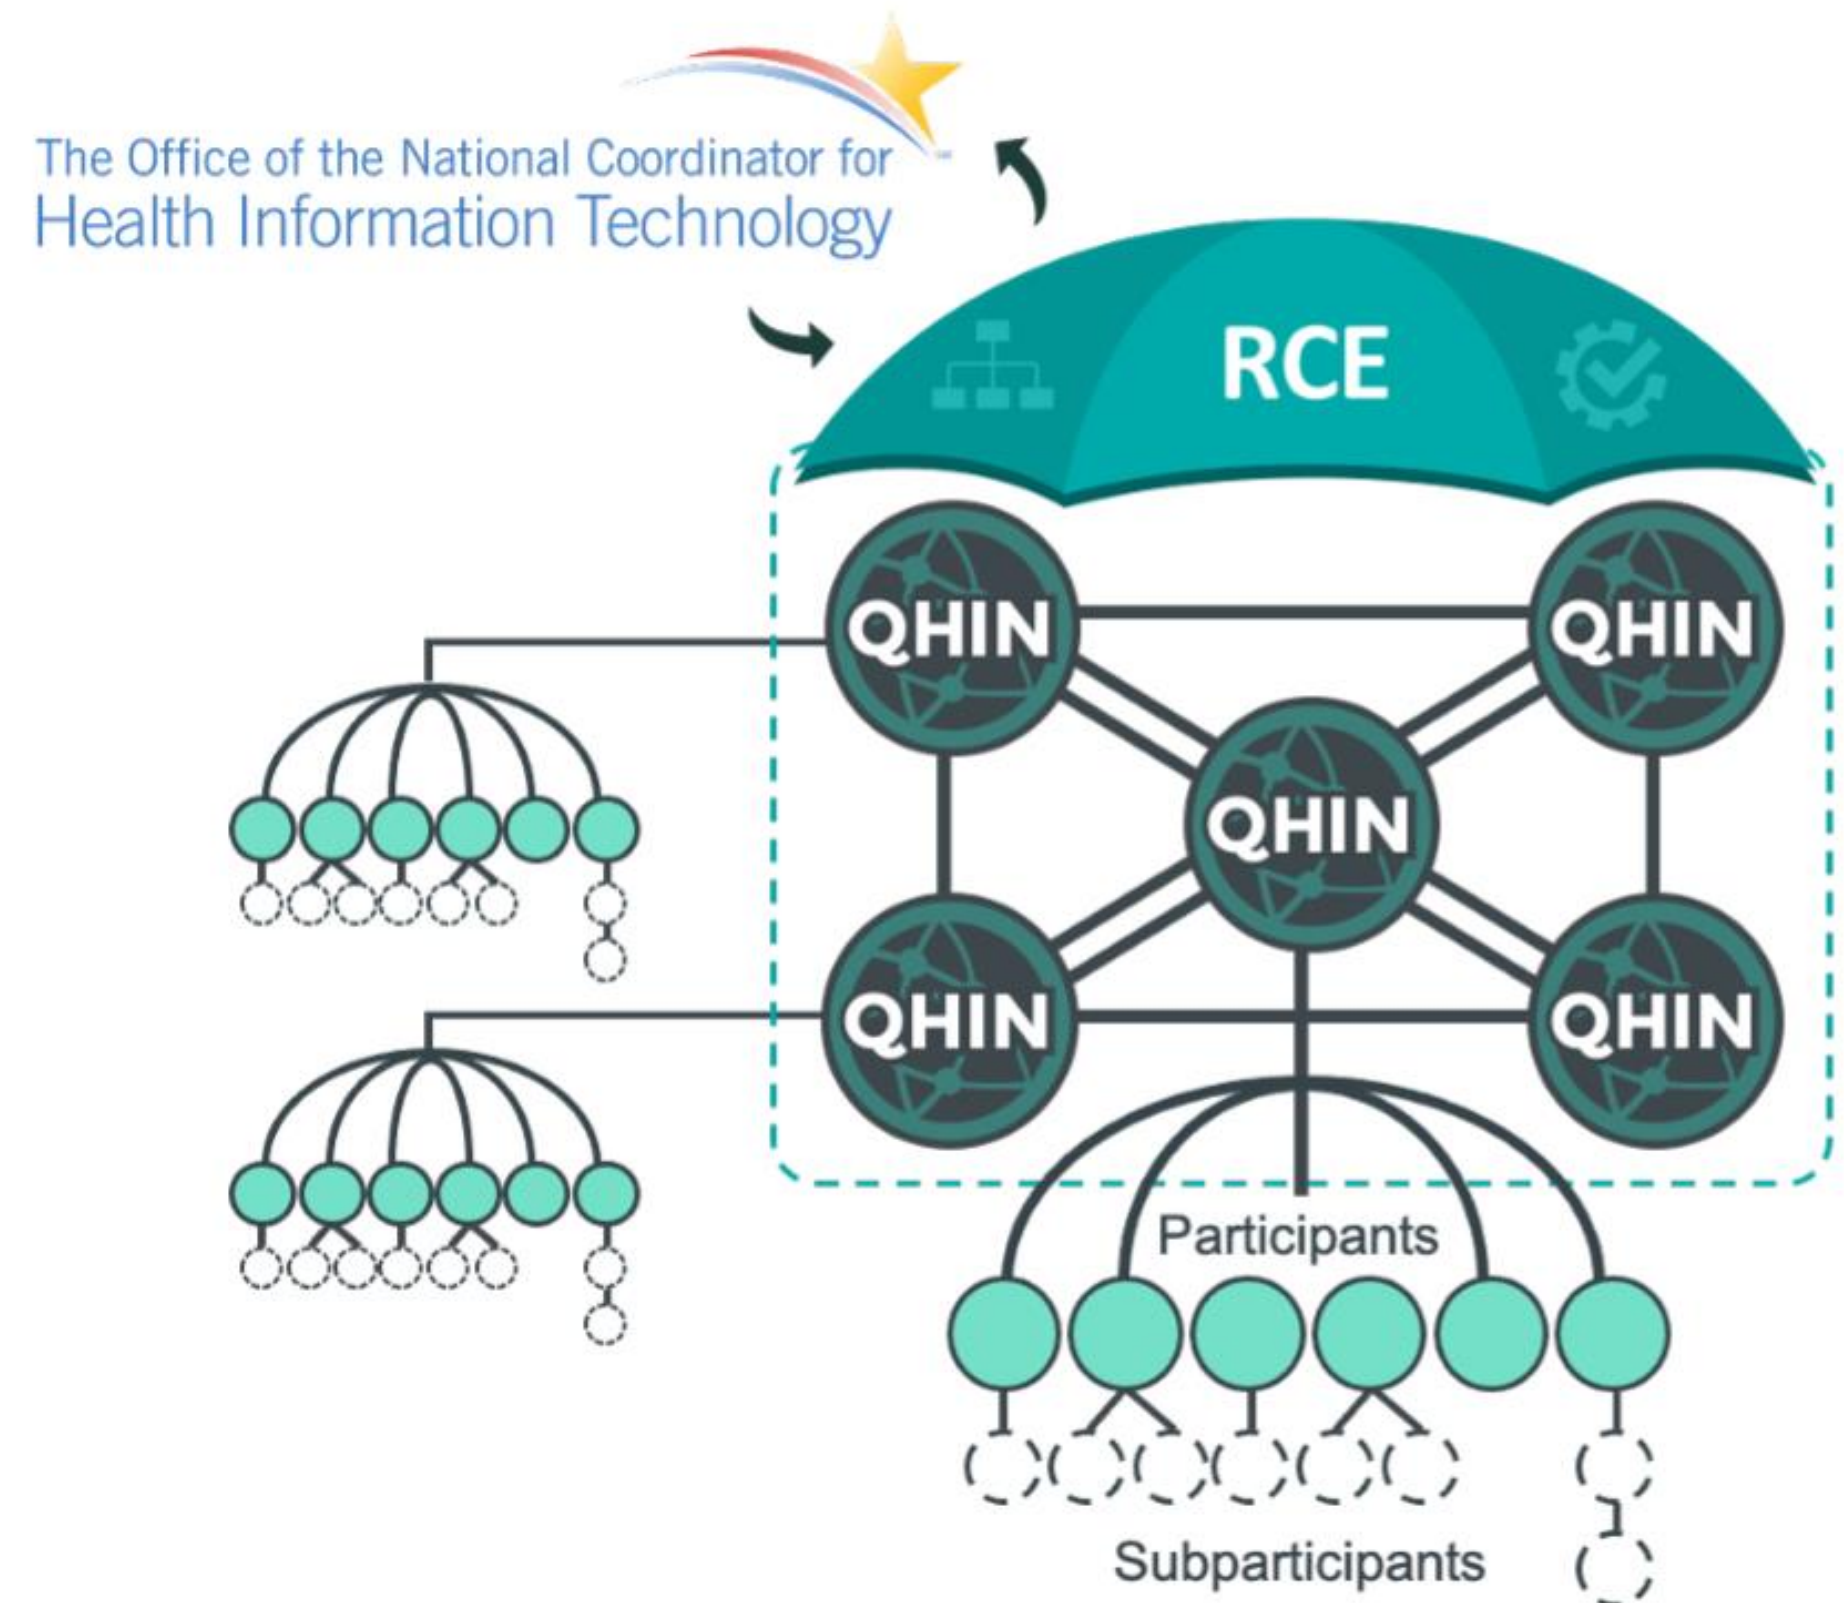 The Office of the National Coordinator for
Health Information Technology
RCE
QHIN
QHIN
QHIN
QHIN
QHIN
Participants
Subparticipants